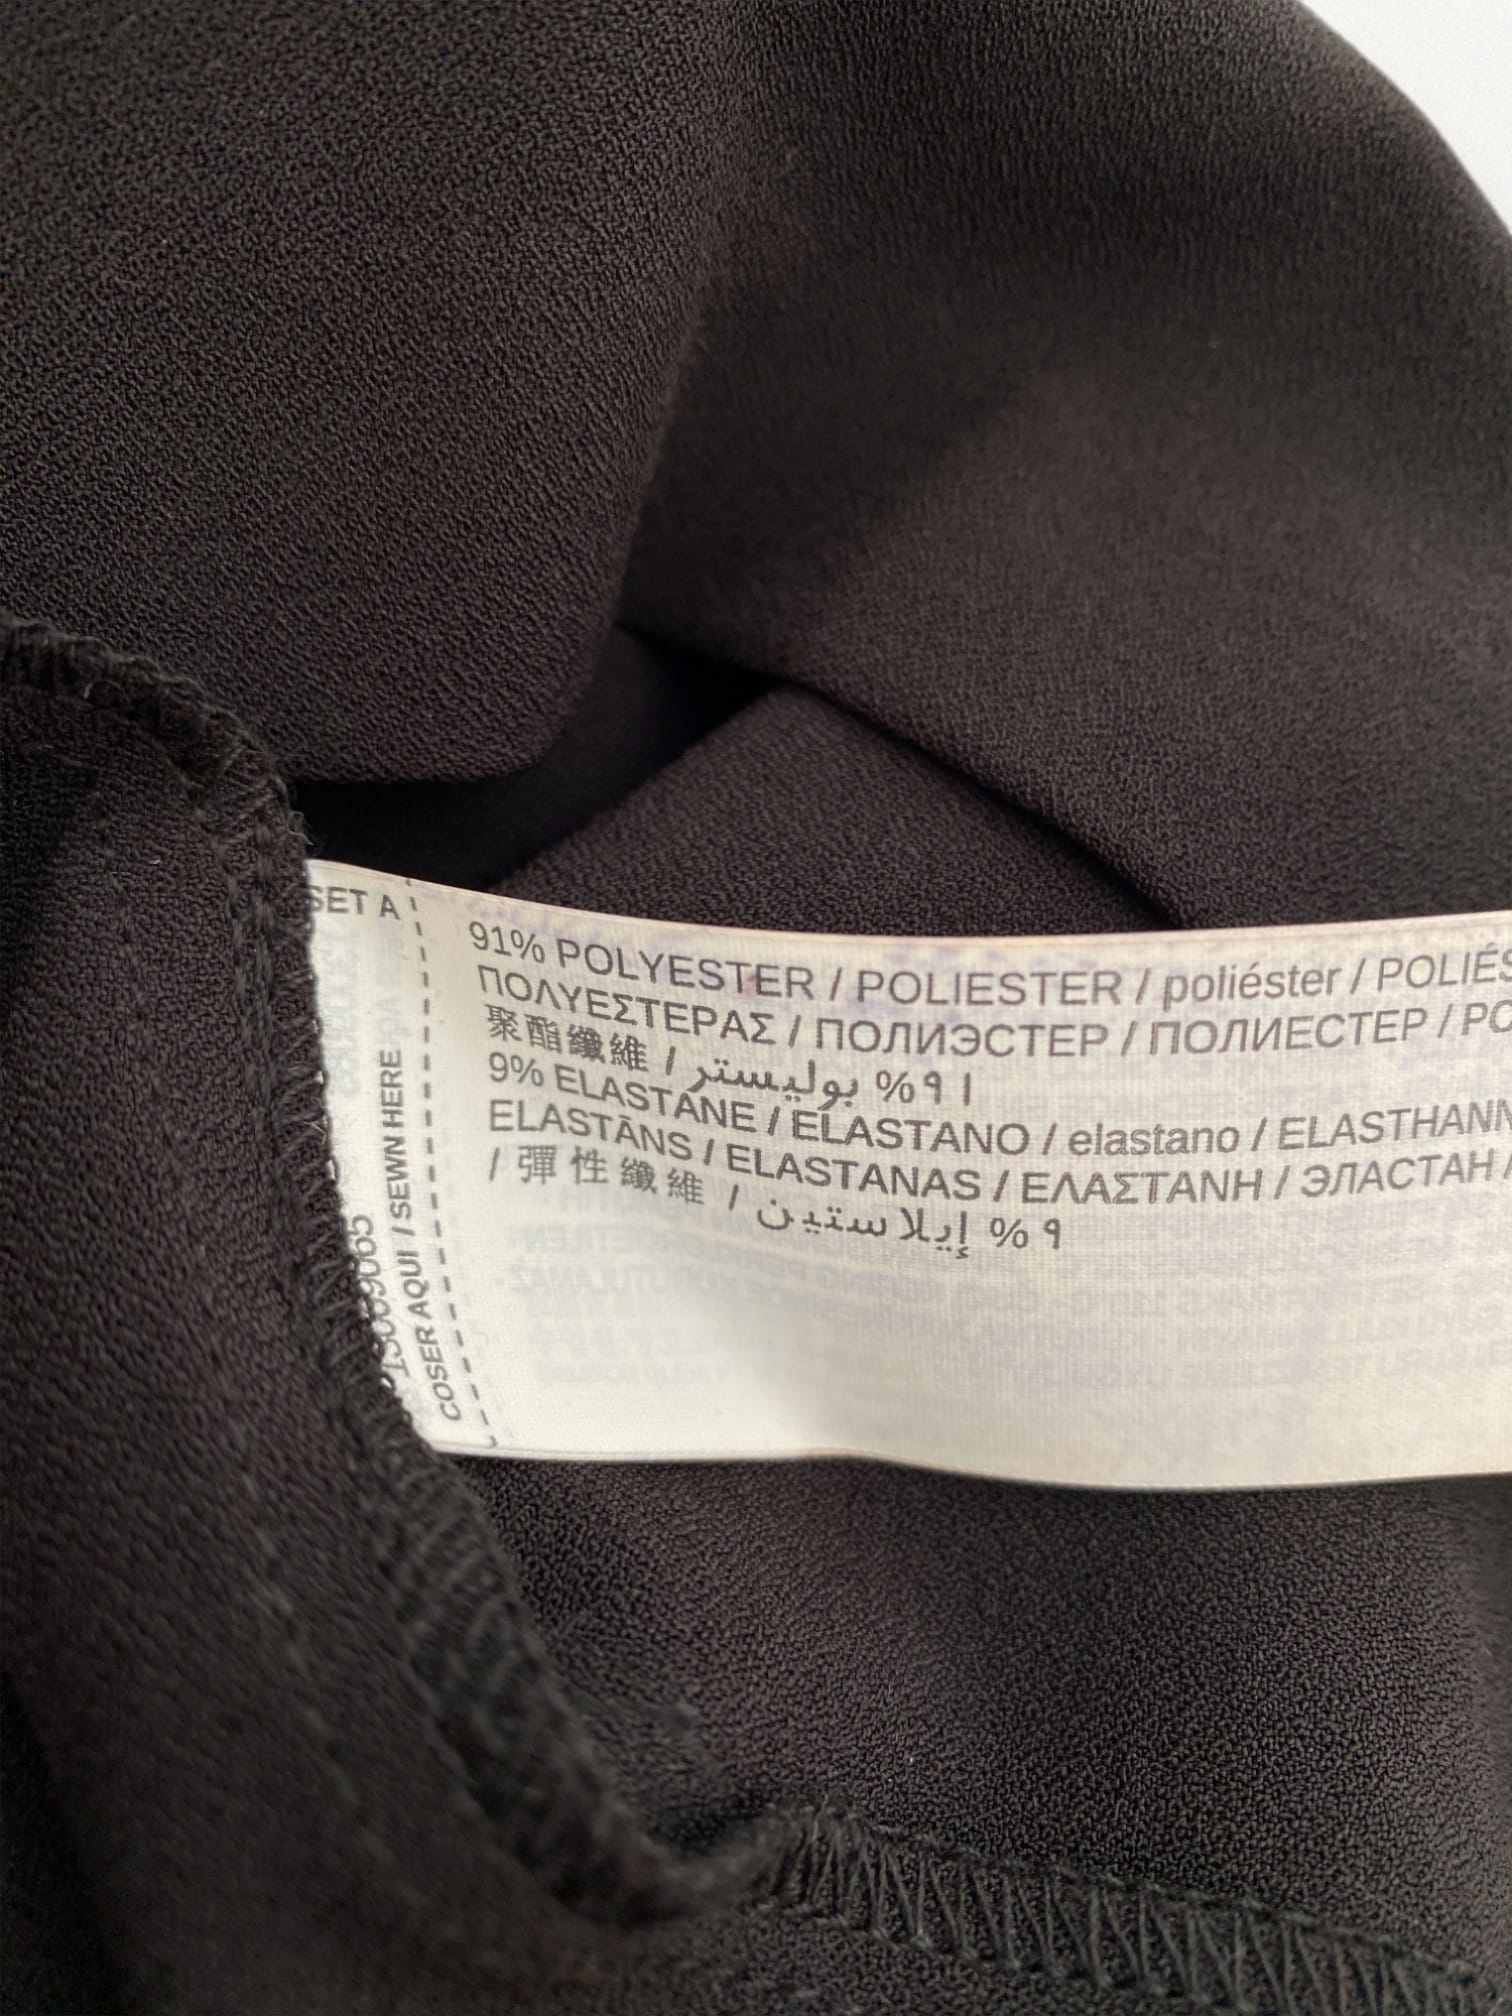 SET A
91% POLYESTER / POLIESTER / poliéster / POLIÉS
ΠΟΛΥΕΣΤΕΡΑΣ / ПОЛИЭСТЕР / ПОЛИЕСТЕР / PO
聚酯纖維 / ٩١% بوليستر
9% ELASTANE / ELASTANO / elastano / ELASTHANN
ELASTĀNS / ELASTANAS / ΕΛΑΣΤΑΝΗ / ЭЛАСТАН /
/ 彈性纖維 / ٩% إيلاستين
COSER AQUI / SEWN HERE